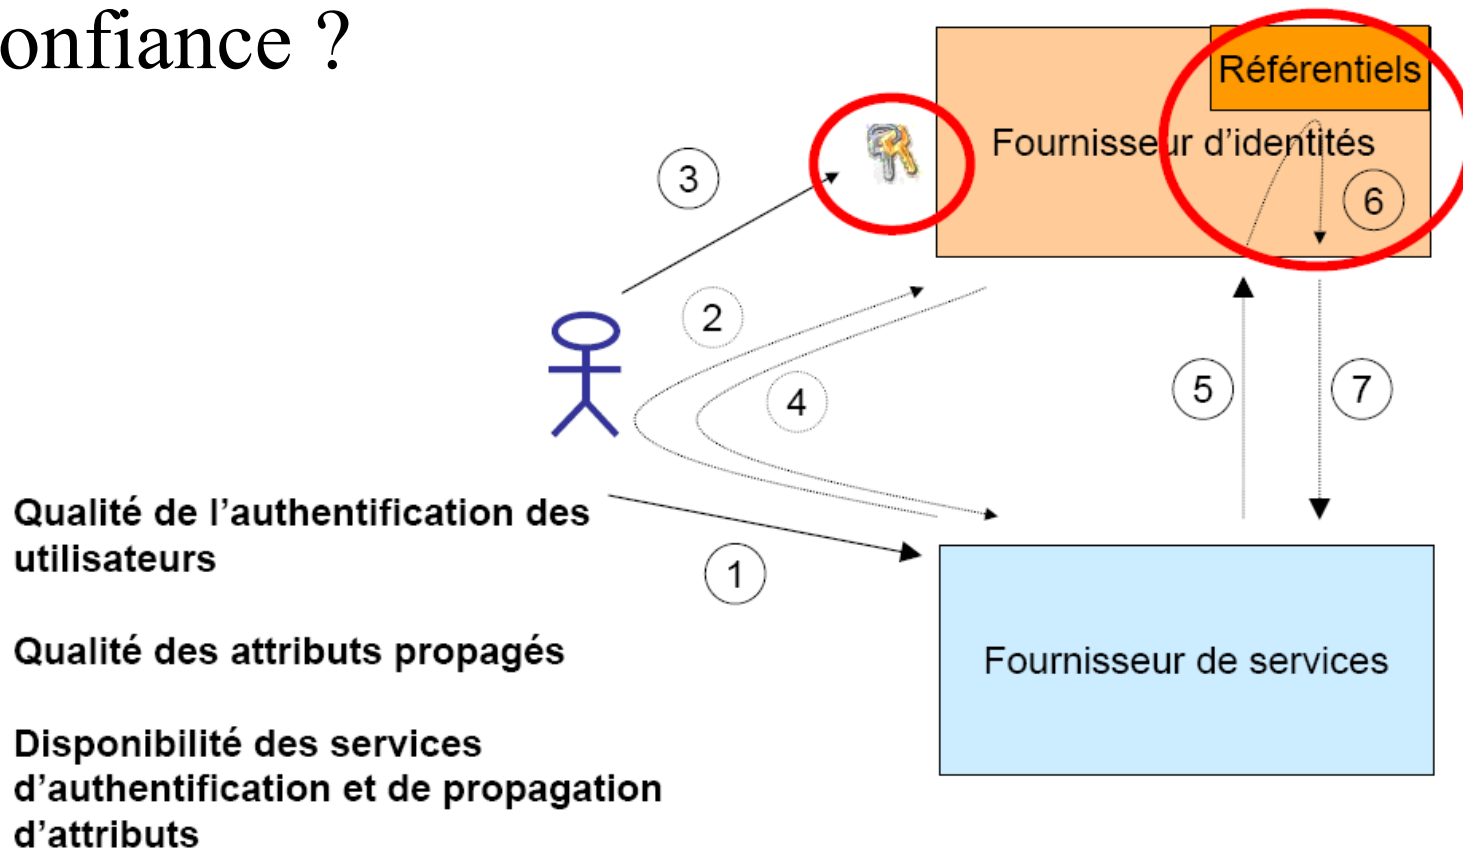 onfiance ?
Référentiels
Fournisseur d'identités
3
6
2
4
5
7
Qualité de l'authentification des
utilisateurs
1
Qualité des attributs propagés
Fournisseur de services
Disponibilité des services
d'authentification et de propagation
d'attributs